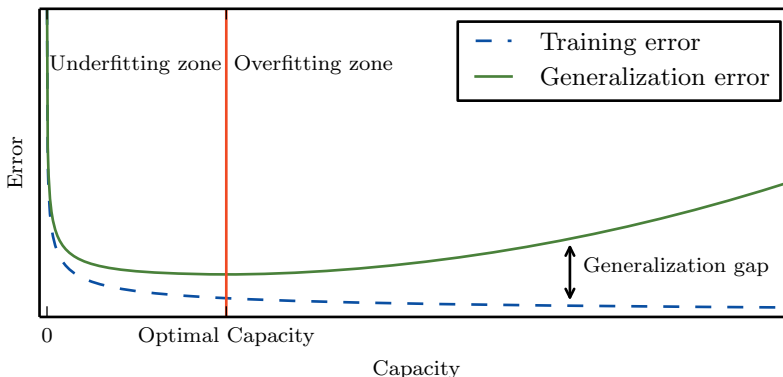 Training error
Generalization error
Underfitting zone
Overfitting zone
Error
Generalization gap
0
Optimal Capacity
Capacity